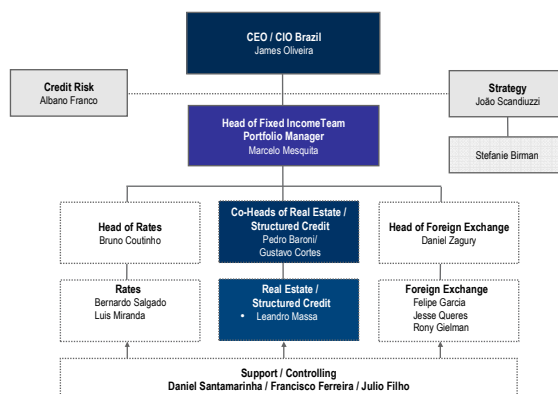 CEO / CIO Brazil
James Oliveira
Credit Risk
Albano Franco
Strategy
João Scandiuzzi
Head of Fixed IncomeTeam
Portfolio Manager
Marcelo Mesquita
Stefanie Birman
Head of Rates
Bruno Coutinho
Co-Heads of Real Estate /
Structured Credit
Pedro Baroni/
Gustavo Cortes
Head of Foreign Exchange
Daniel Zagury
Rates
Bernardo Salgado
Luis Miranda
Real Estate /
Structured Credit
• Leandro Massa
Foreign Exchange
Felipe Garcia
Jesse Queres
Rony Gielman
Support / Controlling
Daniel Santamarinha / Francisco Ferreira / Julio Filho